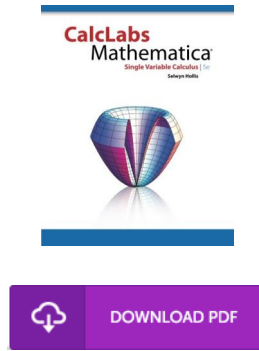 CalcLabs
Mathematica®
Single Variable Calculus | 5e
Selwyn Hollis
DOWNLOAD PDF